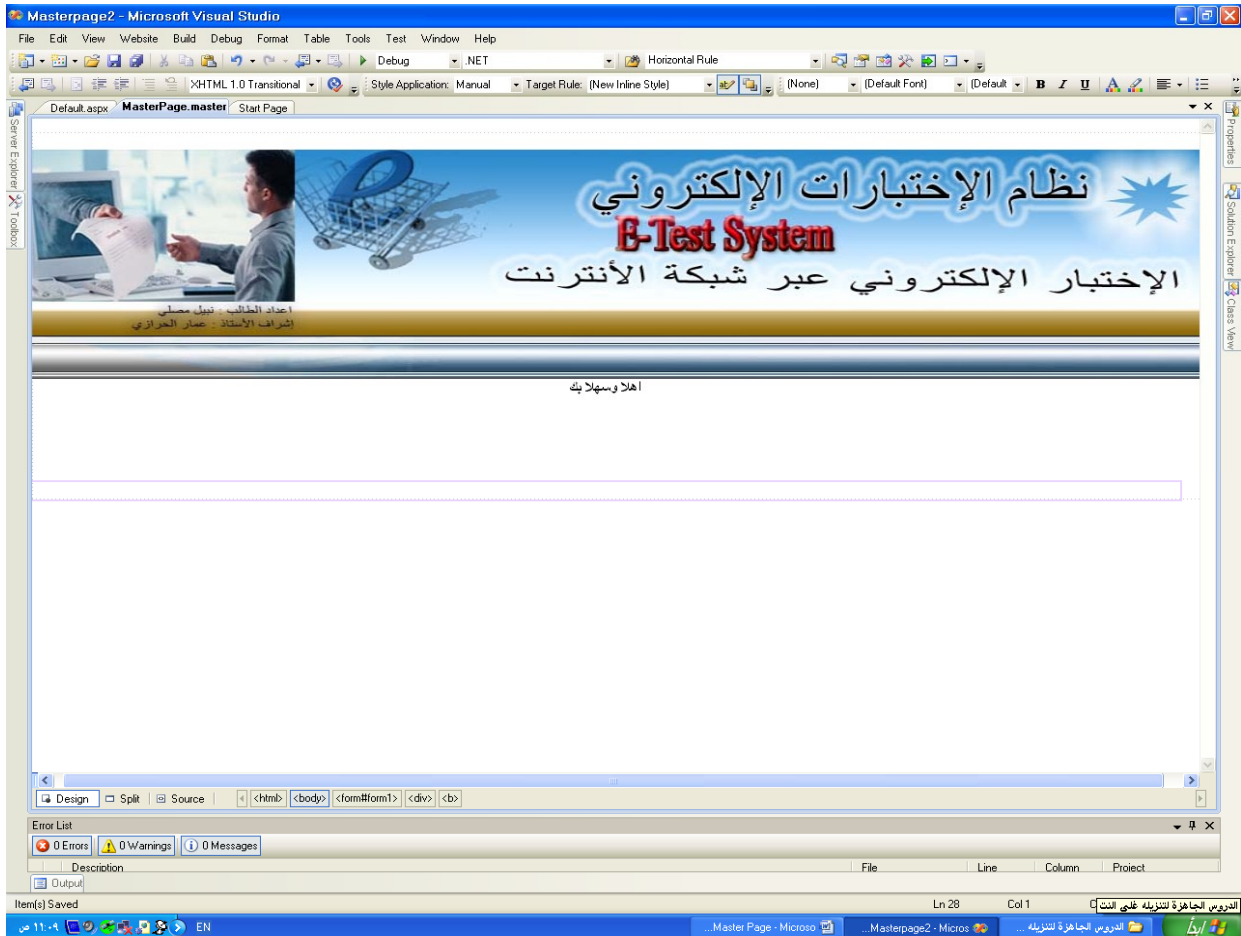 Masterpage2 - Microsoft Visual Studio
File Edit View Website Build Debug Format Table Tools Test Window Help
Debug .NET Horizontal Rule
XHTML 1.0 Transitional Style Application: Manual Target Rule: (New Inline Style) (None) (Default Font) (Default B I U A
Default.aspx MasterPage.master Start Page
Server Explorer
Toolbox
Properties
Solution Explorer
Class View
نظام الإختبارات الإلكتروني
E-Test System
الإختبار الإلكتروني عبر شبكة الأنترنت
اعداد الطالب : نبيل مصلي
إشراف الأستاذ : عمار الحرازي
اهلا وسهلا بك
Design Split Source <html> <body> <form#form1> <div> <b>
Error List
0 Errors 0 Warnings 0 Messages
Description File Line Column Project
Output
Item(s) Saved Ln 28 Col 1 C
الدروس الجاهزة لتنزيله غلى النت
ابدأ
الدروس الجاهزة لتنزيله ...
...Masterpage2 - Micros
...Master Page - Microso
EN
١١:٠٩ ص